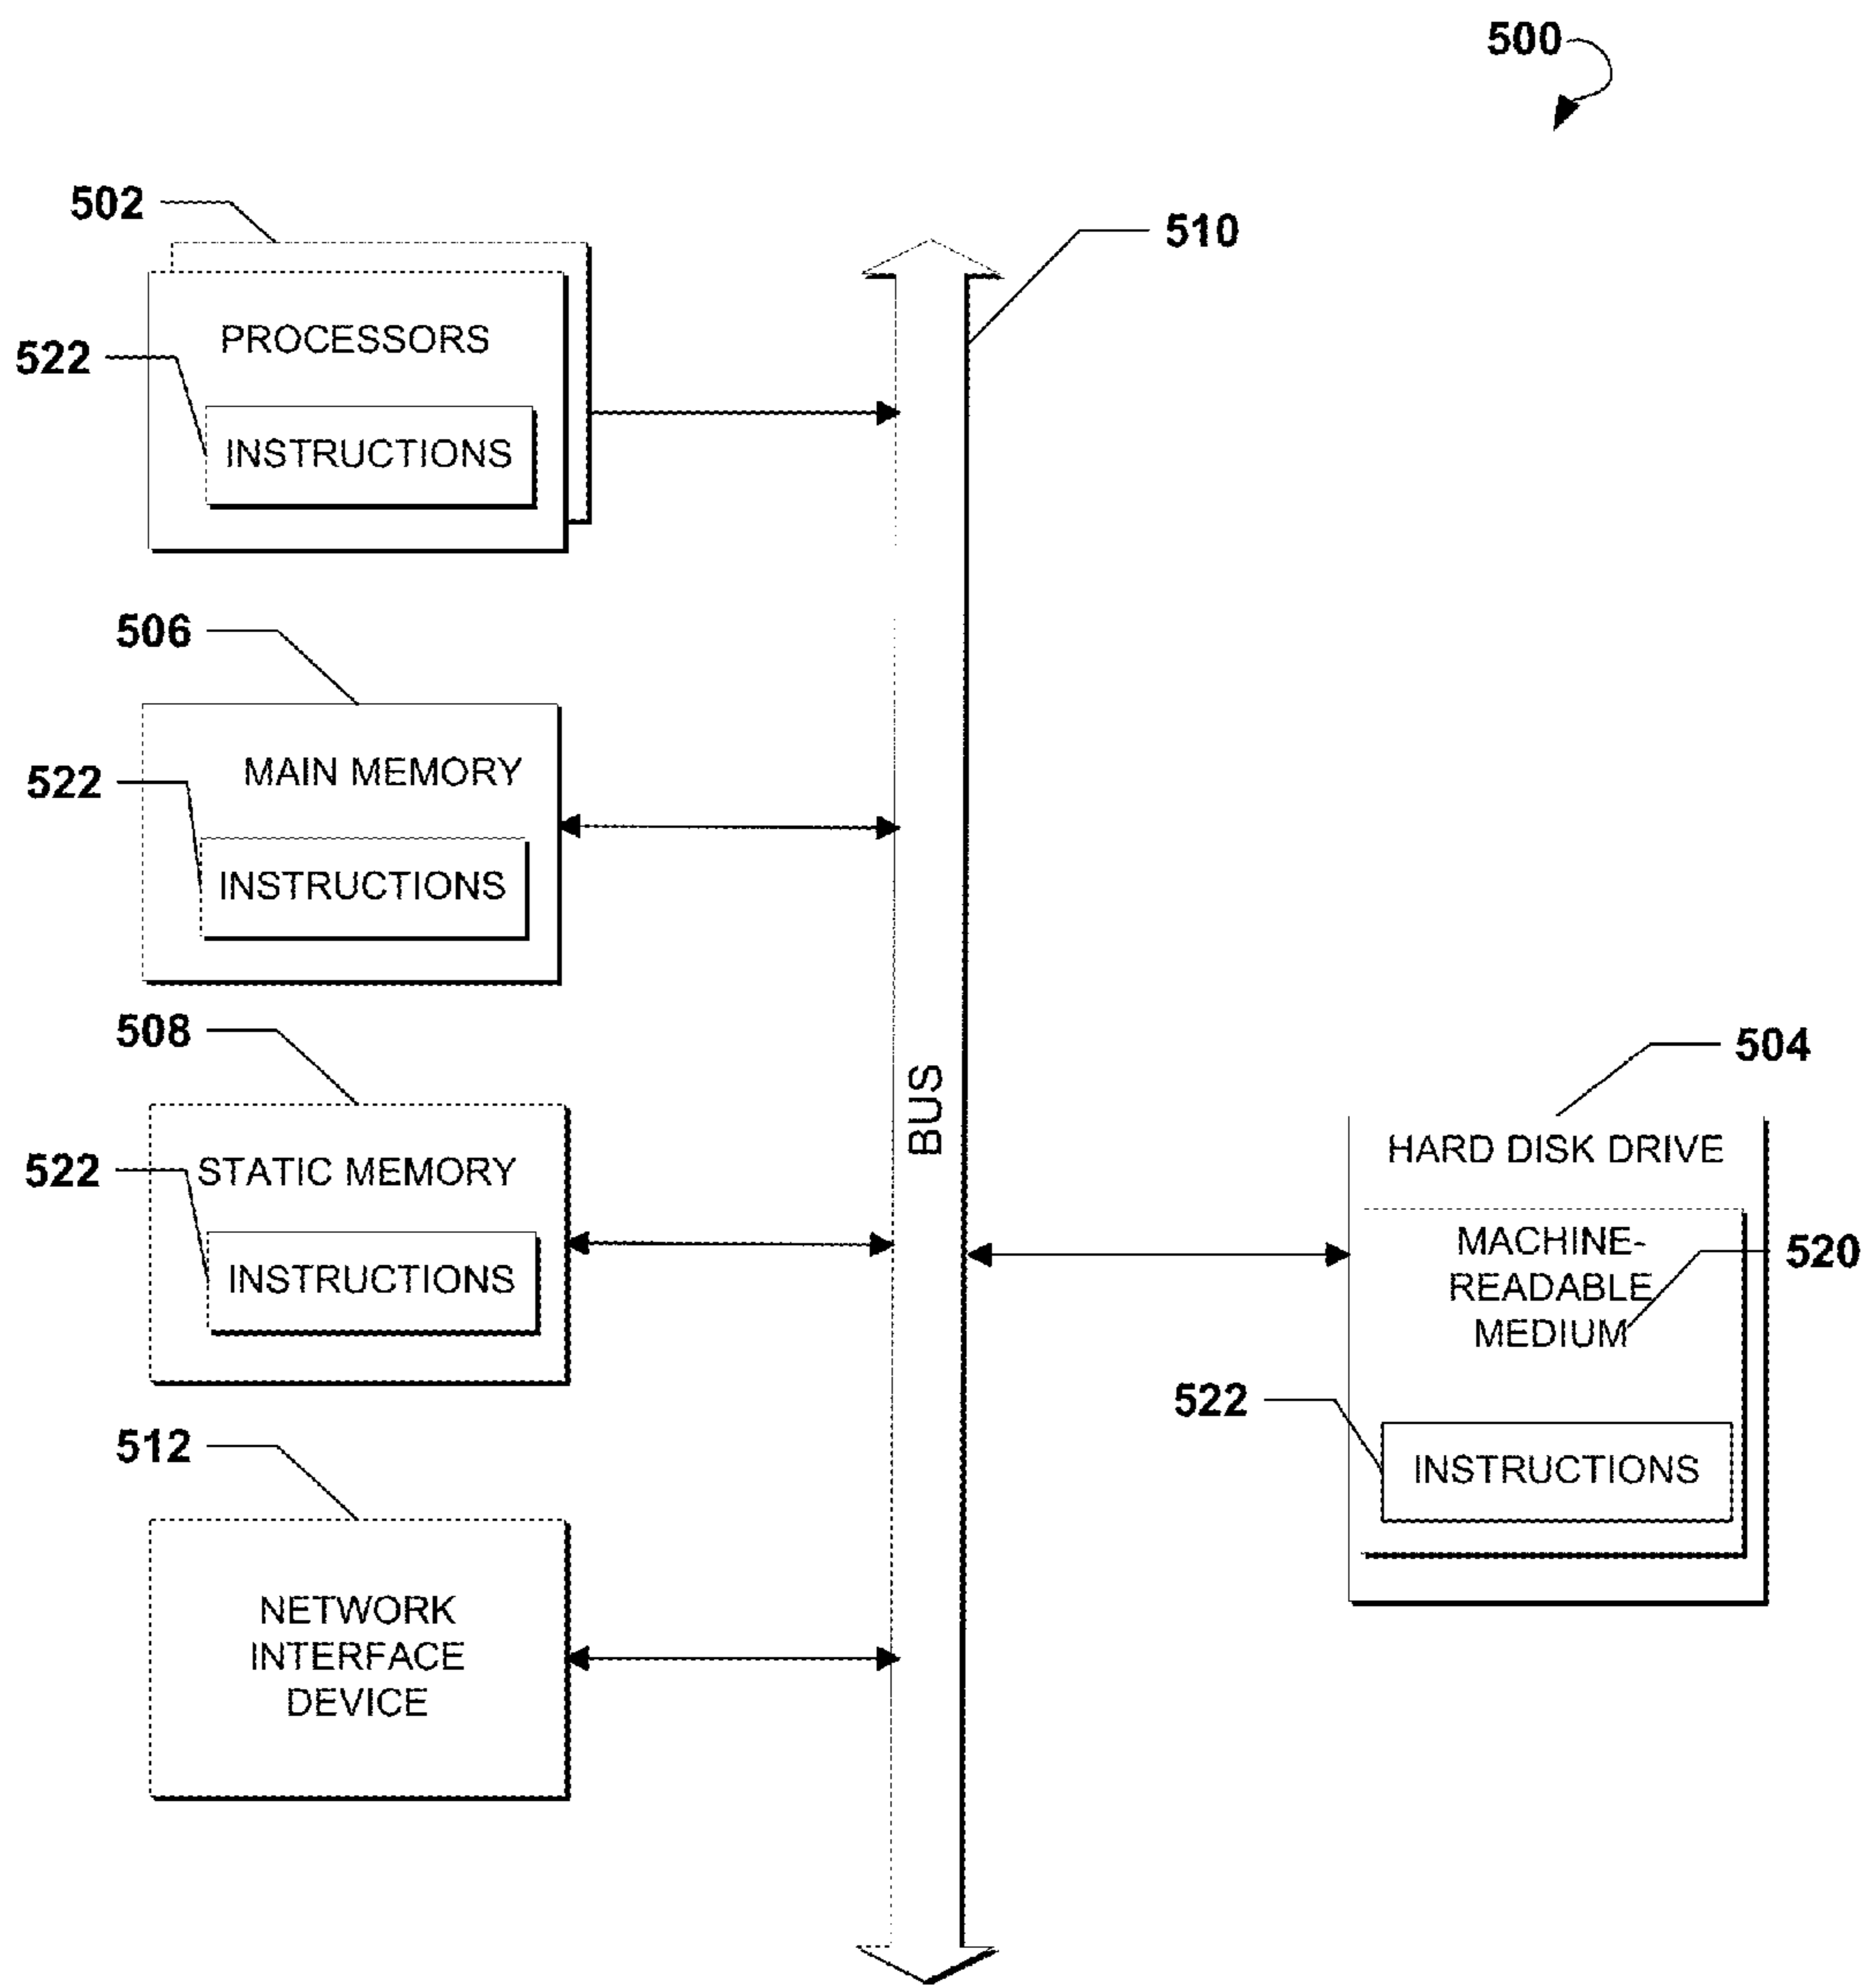 500
502
510
PROCESSORS
522
INSTRUCTIONS
506
MAIN MEMORY
522
INSTRUCTIONS
508
STATIC MEMORY
522
INSTRUCTIONS
512
NETWORK
INTERFACE
DEVICE
BUS
504
HARD DISK DRIVE
MACHINE-
READABLE
MEDIUM
520
522
INSTRUCTIONS